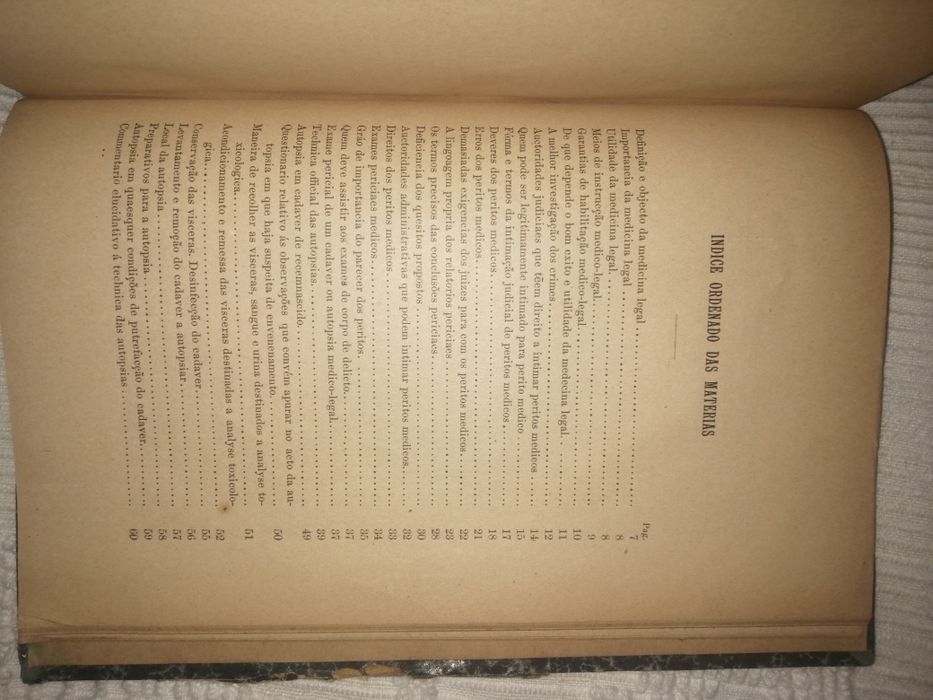 INDICE ORDENADO DAS MATERIAS
Pag.
Definição e objecto da medicina legal 7
Importancia da medicina legal 8
Utilidade da medicina legal 8
Meios de instrucção medico-legal 9
Garantias de habilitação medico-legal 10
De que depende o bom exito e utilidade da medecina legal 11
A melhor investigação dos crimes 12
Auctoridades judiciaes que têem direito a intimar peritos medicos 14
Quem pode ser legitimamente intimado para perito medico 15
Fórma e termos da intimação judicial de peritos medicos 17
Deveres dos peritos medicos 18
Erros dos peritos medicos 21
Demasiadas exigencias dos juizes para com os peritos medicos 22
A linguagem propria dos relatorios periciaes 23
Os termos precisos das conclusões periciaes 28
Deficiencia dos quesitos propostos 30
Auctoridades administrativas que podem intimar peritos medicos 32
Direitos dos peritos medicos 33
Exames periciaes medicos 34
Gráo de importancia do parecer dos peritos 35
Quem deve assistir aos exames de corpo de delicto 37
Exame pericial de um cadaver ou autopsia medico-legal 37
Technica official das autopsias 39
Autopsia em cadaver de recemnascido 49
Questionario relativo ás observações que convém apurar no acto da au-
topsia em que haja suspeita de envenenamento 50
Maneira de recolher as visceras, sangue e urina destinados a analyse to-
xicologica 51
Acondicionamento e remessa das visceras destinadas a analyse toxicolo-
gica 52
Conservação das visceras. Desinfecção do cadaver 55
Levantamento e remoção do cadaver a autopsiar 56
Local da autopsia 57
Preparativos para a autopsia 58
Autopsia em quaesquer condições de putrefacção do cadaver 59
Commentario elucidativo á technica das autopsias 60